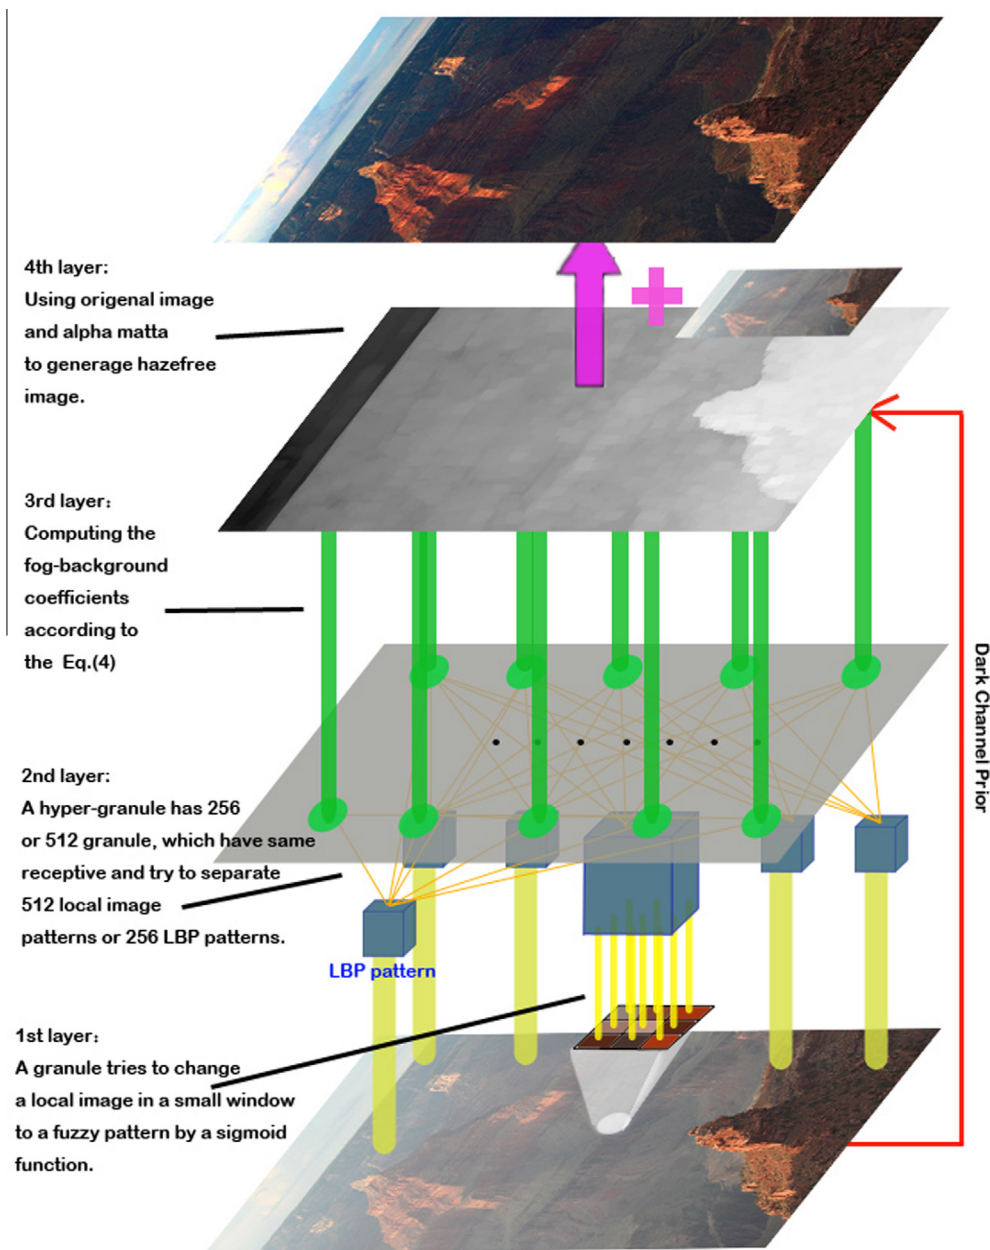 4th layer:
Using origenal image
and alpha matta
to generage hazefree
image.
3rd layer:
Computing the
fog-background
coefficients
according to
the Eq.(4)
Dark Channel Prior
2nd layer:
A hyper-granule has 256
or 512 granule, which have same
receptive and try to separate
512 local image
patterns or 256 LBP patterns.
LBP pattern
1st layer:
A granule tries to change
a local image in a small window
to a fuzzy pattern by a sigmoid
function.